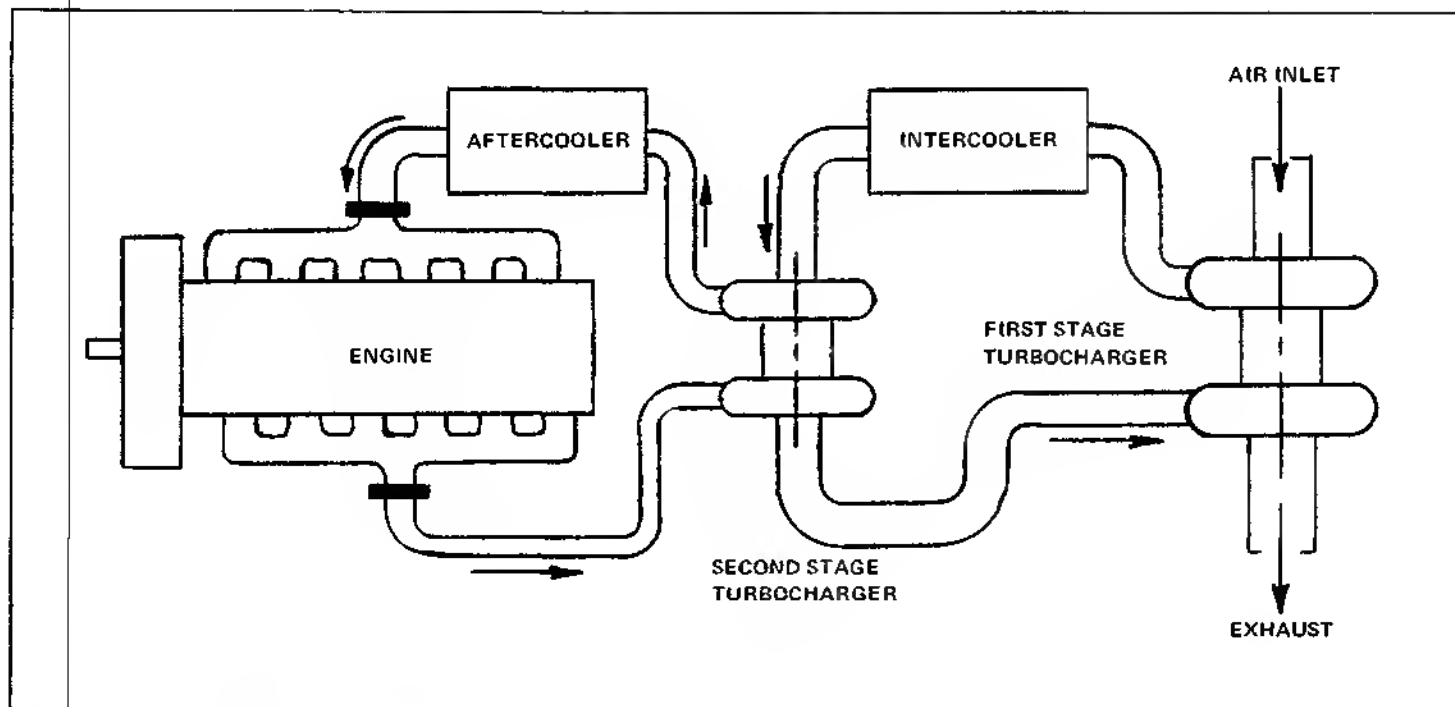 AIR INLET
AFTERCOOLER
INTERCOOLER
FIRST STAGE
TURBOCHARGER
ENGINE
SECOND STAGE
TURBOCHARGER
EXHAUST